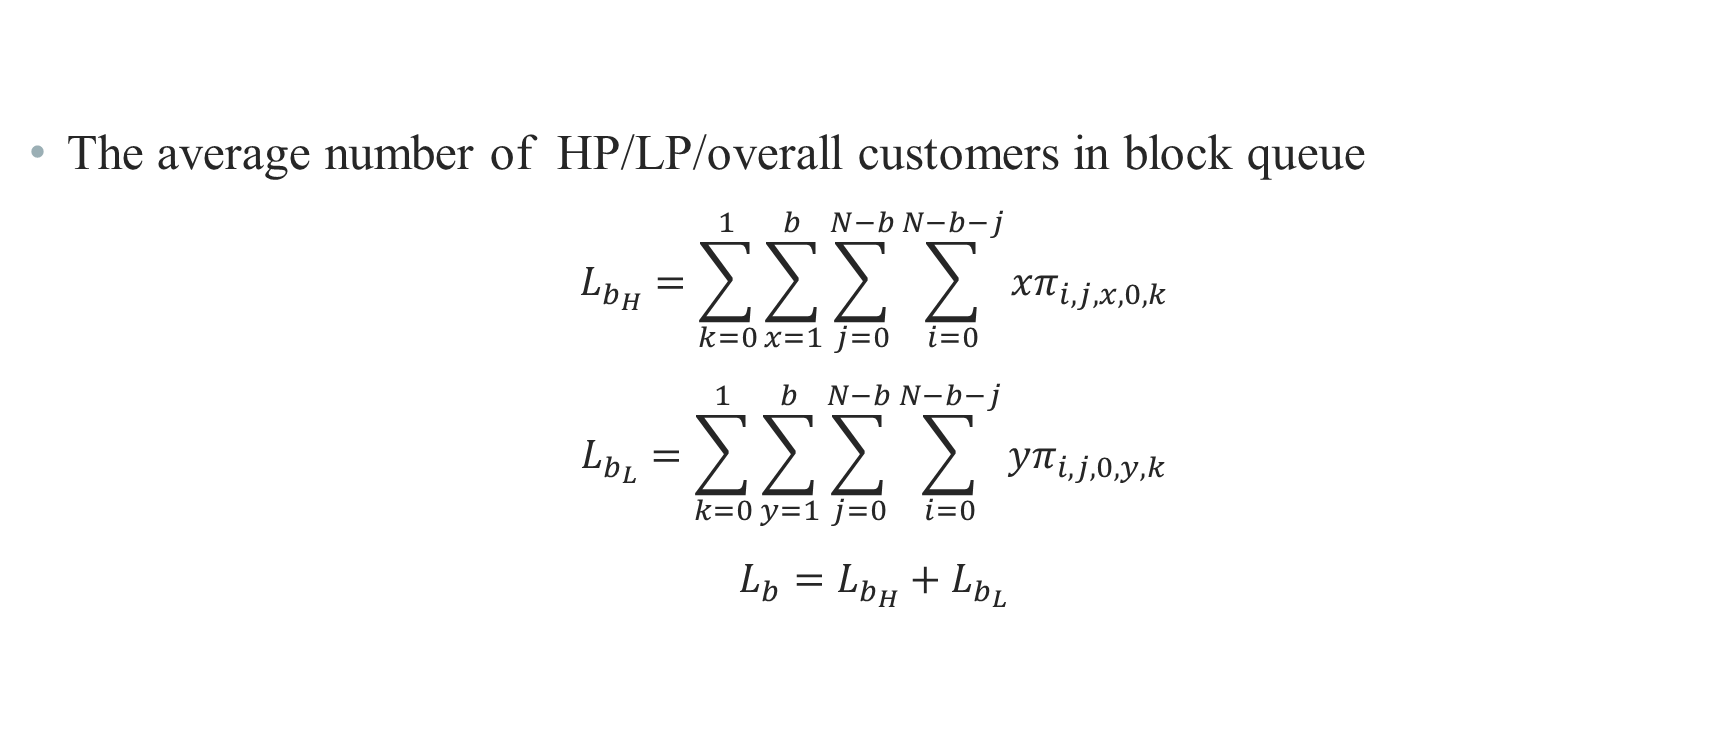 • The average number of HP/LP/overall customers in block queue
$L_{b_H} = \sum_{k=0}^{1} \sum_{x=1}^{b} \sum_{j=0}^{N-b} \sum_{i=0}^{N-b-j} x\pi_{i,j,x,0,k}$
$L_{b_L} = \sum_{k=0}^{1} \sum_{y=1}^{b} \sum_{j=0}^{N-b} \sum_{i=0}^{N-b-j} y\pi_{i,j,0,y,k}$
$L_b = L_{b_H} + L_{b_L}$